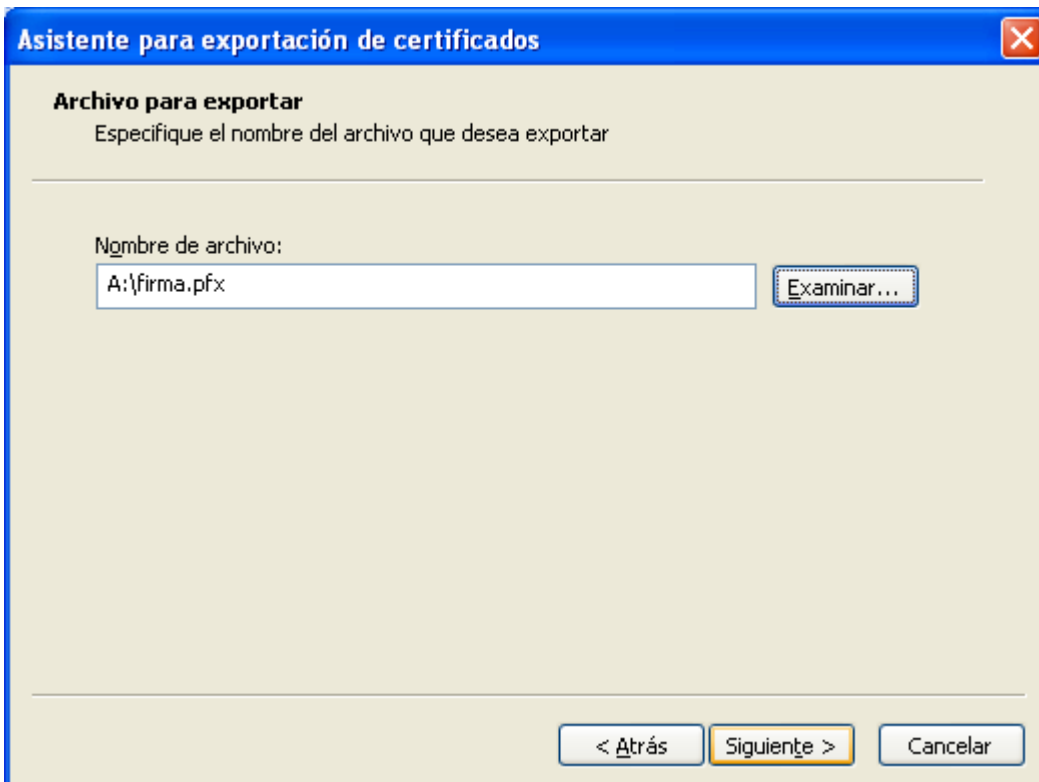 Asistente para exportación de certificados
Archivo para exportar
Especifique el nombre del archivo que desea exportar
Nombre de archivo:
A:\firma.pfx
Examinar...
< Atrás
Siguiente >
Cancelar